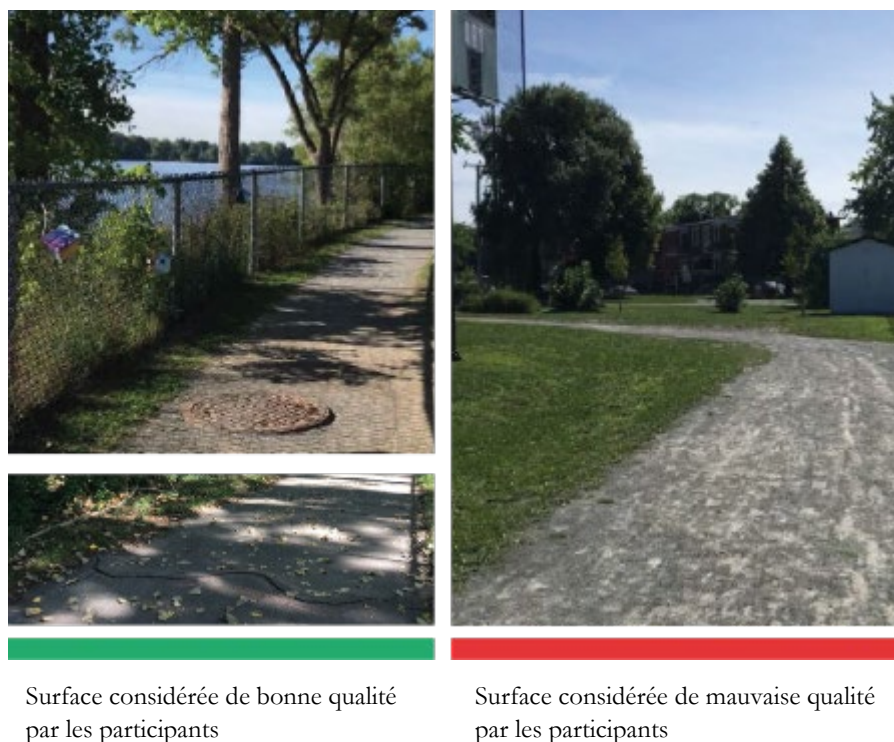 Surface considérée de bonne qualité
par les participants
Surface considérée de mauvaise qualité
par les participants